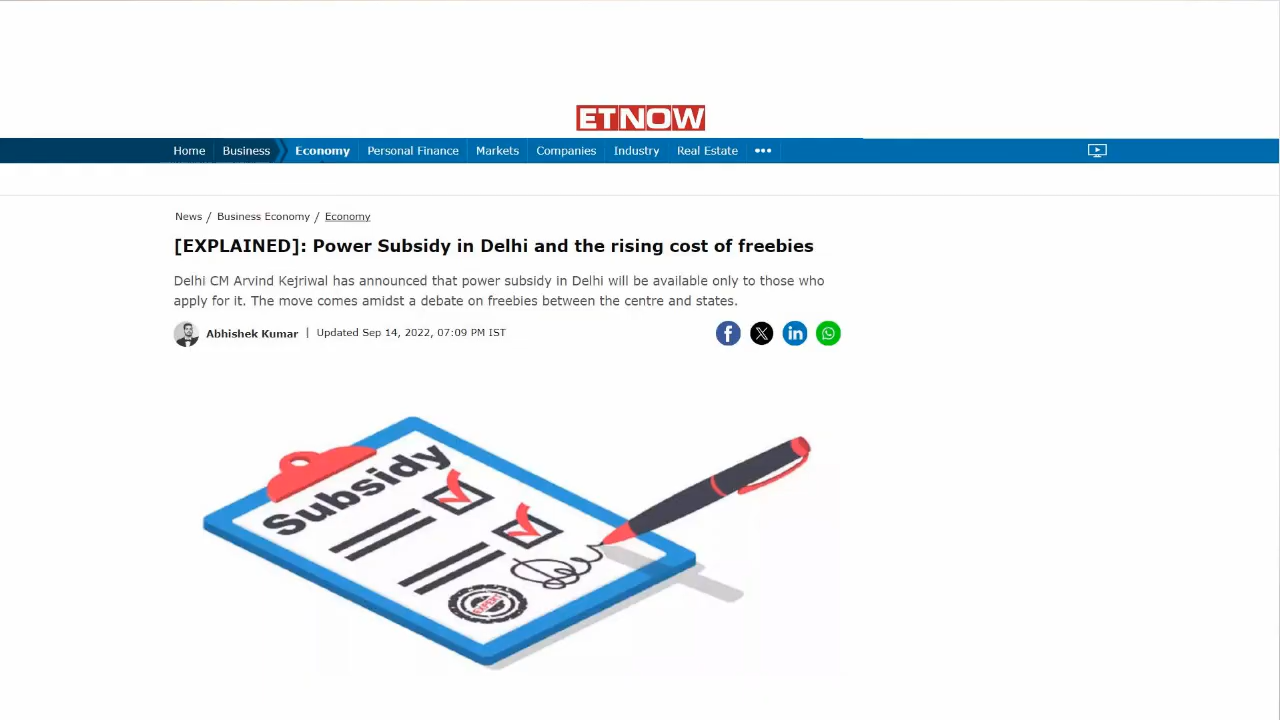 ETNOW
Home Business Economy Personal Finance Markets Companies Industry Real Estate •••
News / Business Economy / Economy
[EXPLAINED]: Power Subsidy in Delhi and the rising cost of freebies
Delhi CM Arvind Kejriwal has announced that power subsidy in Delhi will be available only to those who
apply for it. The move comes amidst a debate on freebies between the centre and states.
Abhishek Kumar | Updated Sep 14, 2022, 07:09 PM IST
Subsidy
EXPERT